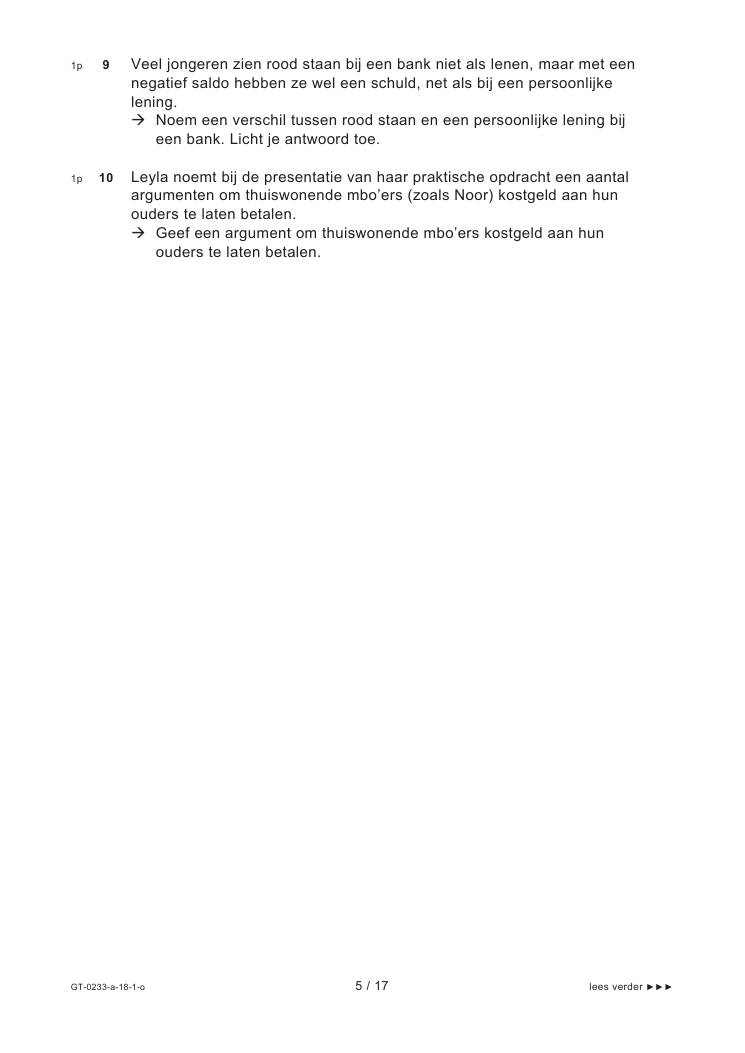 1p 9 Veel jongeren zien rood staan bij een bank niet als lenen, maar met een
negatief saldo hebben ze wel een schuld, net als bij een persoonlijke
lening.
→ Noem een verschil tussen rood staan en een persoonlijke lening bij
een bank. Licht je antwoord toe.
1p 10 Leyla noemt bij de presentatie van haar praktische opdracht een aantal
argumenten om thuiswonende mbo’ers (zoals Noor) kostgeld aan hun
ouders te laten betalen.
→ Geef een argument om thuiswonende mbo’ers kostgeld aan hun
ouders te laten betalen.
GT-0233-a-18-1-o 5 / 17 lees verder ►►►